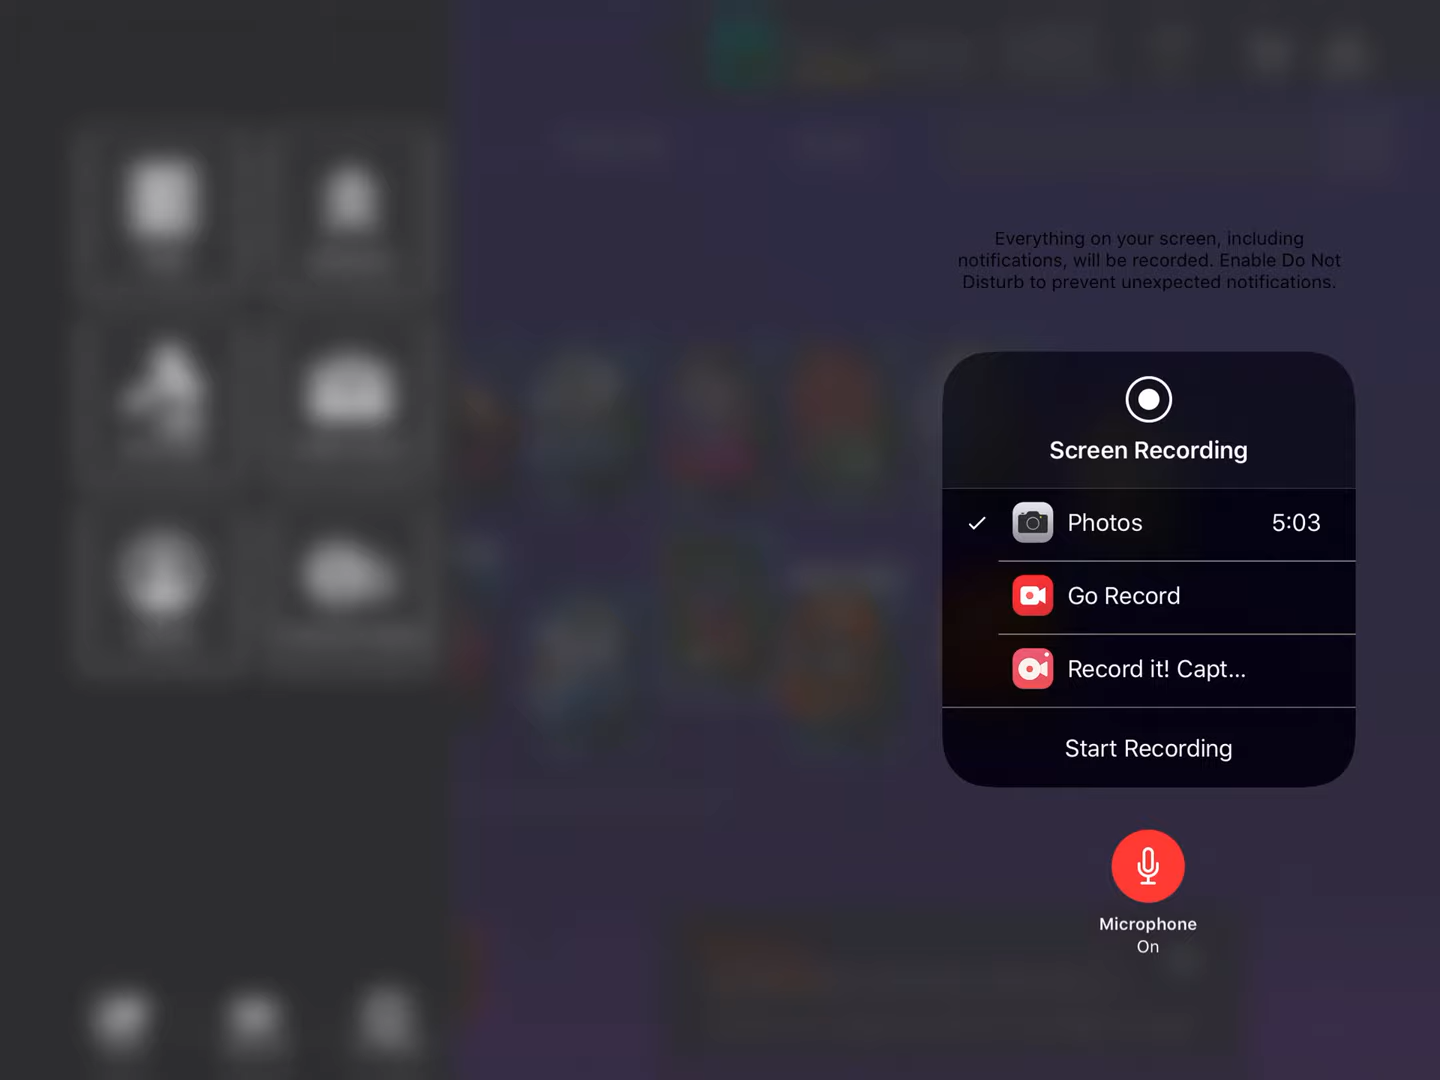 Everything on your screen, including
notifications, will be recorded. Enable Do Not
Disturb to prevent unexpected notifications.
Screen Recording
Photos 5:03
Go Record
Record it! Capt...
Start Recording
Microphone
On